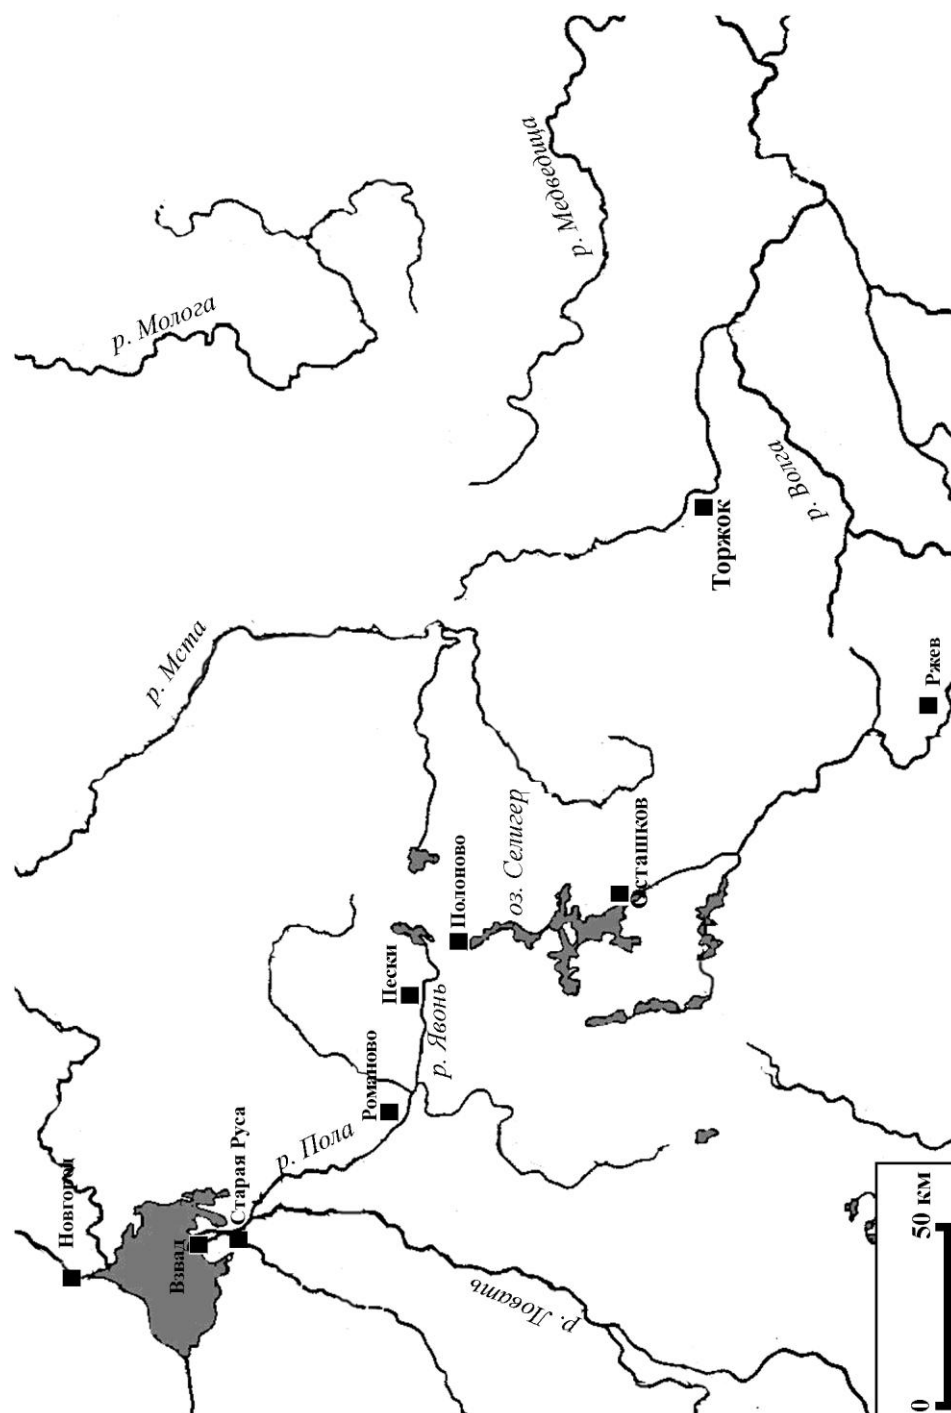 р. Медведица
р. Молога
р. Волга
Торжок
р. Мста
Ржев
оз. Селигер
Осташков
Полоново
Пески
р. Явонь
Романово
р. Пола
Старая Руса
Новгород
Взвад
р. Ловать
0
50 км